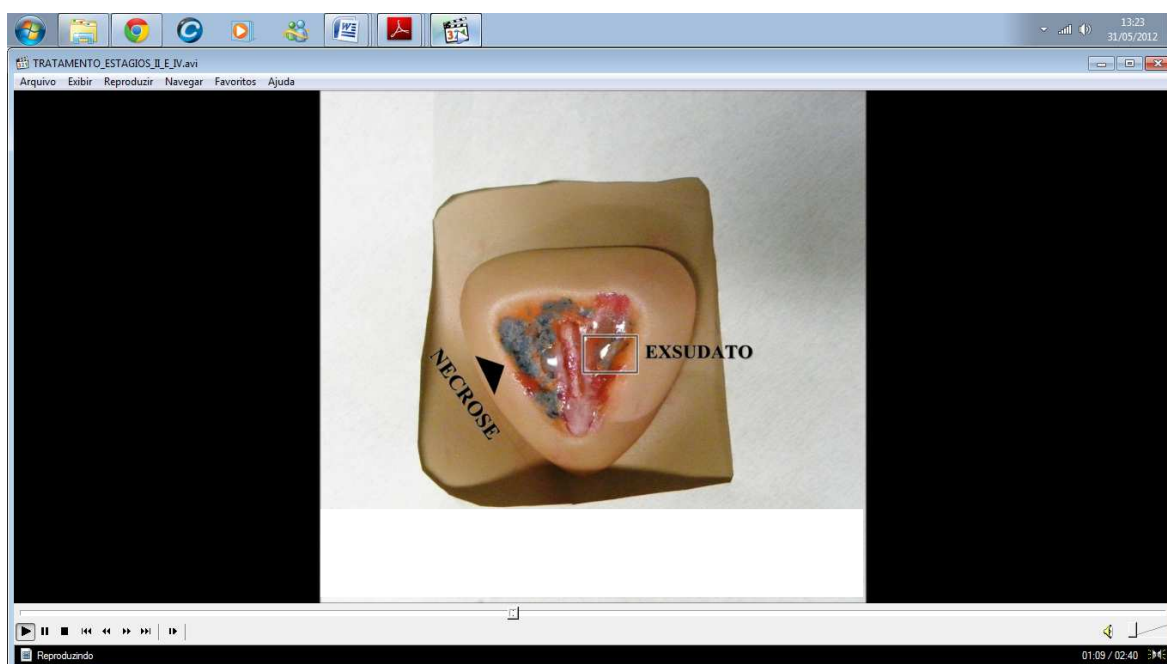 13:23
31/05/2012
TRATAMENTO_ESTAGIOS_II_E_IV.avi
Arquivo Exibir Reproduzir Navegar Favoritos Ajuda
EXSUDATO
NECROSE
Reproduzindo
01:09 / 02:40